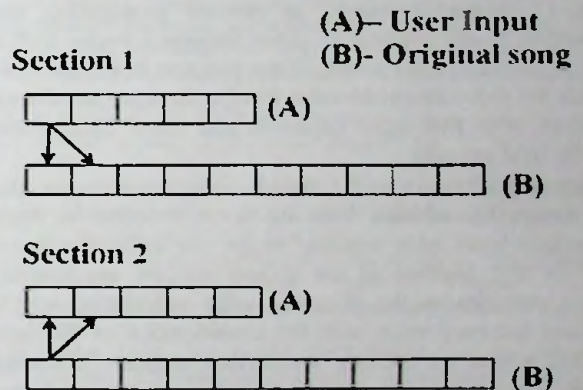 (A)– User Input
(B)- Original song
Section 1
(A)
(B)
Section 2
(A)
(B)